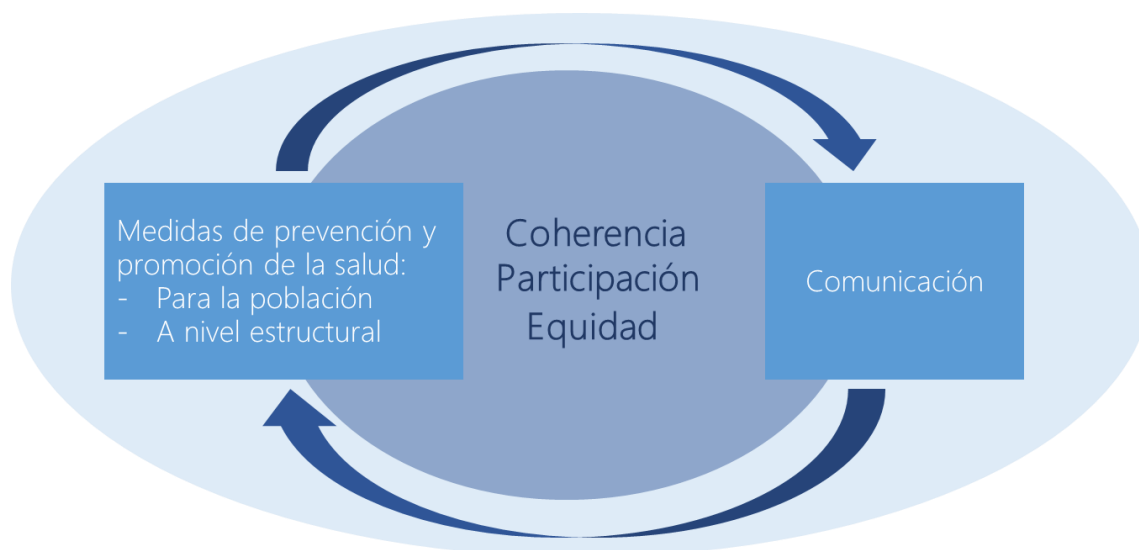 Medidas de prevención y
promoción de la salud:
- Para la población
- A nivel estructural
Coherencia
Participación
Equidad
Comunicación